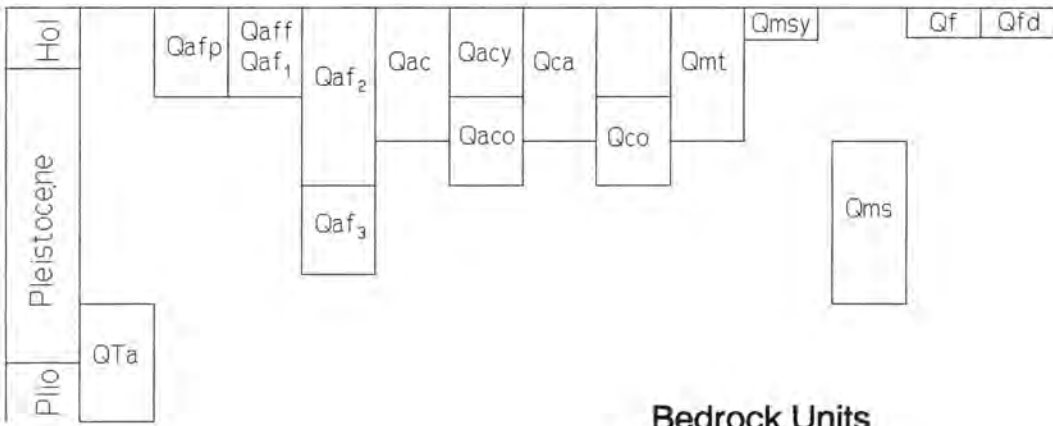 Hol
Pleistocene
Plio
QTa
Qafp
Qaff
Qaf₁
Qaf₂
Qaf₃
Qac
Qacy
Qaco
Qca
Qco
Qmt
Qmsy
Qms
Qf
Qfd
Bedrock Units